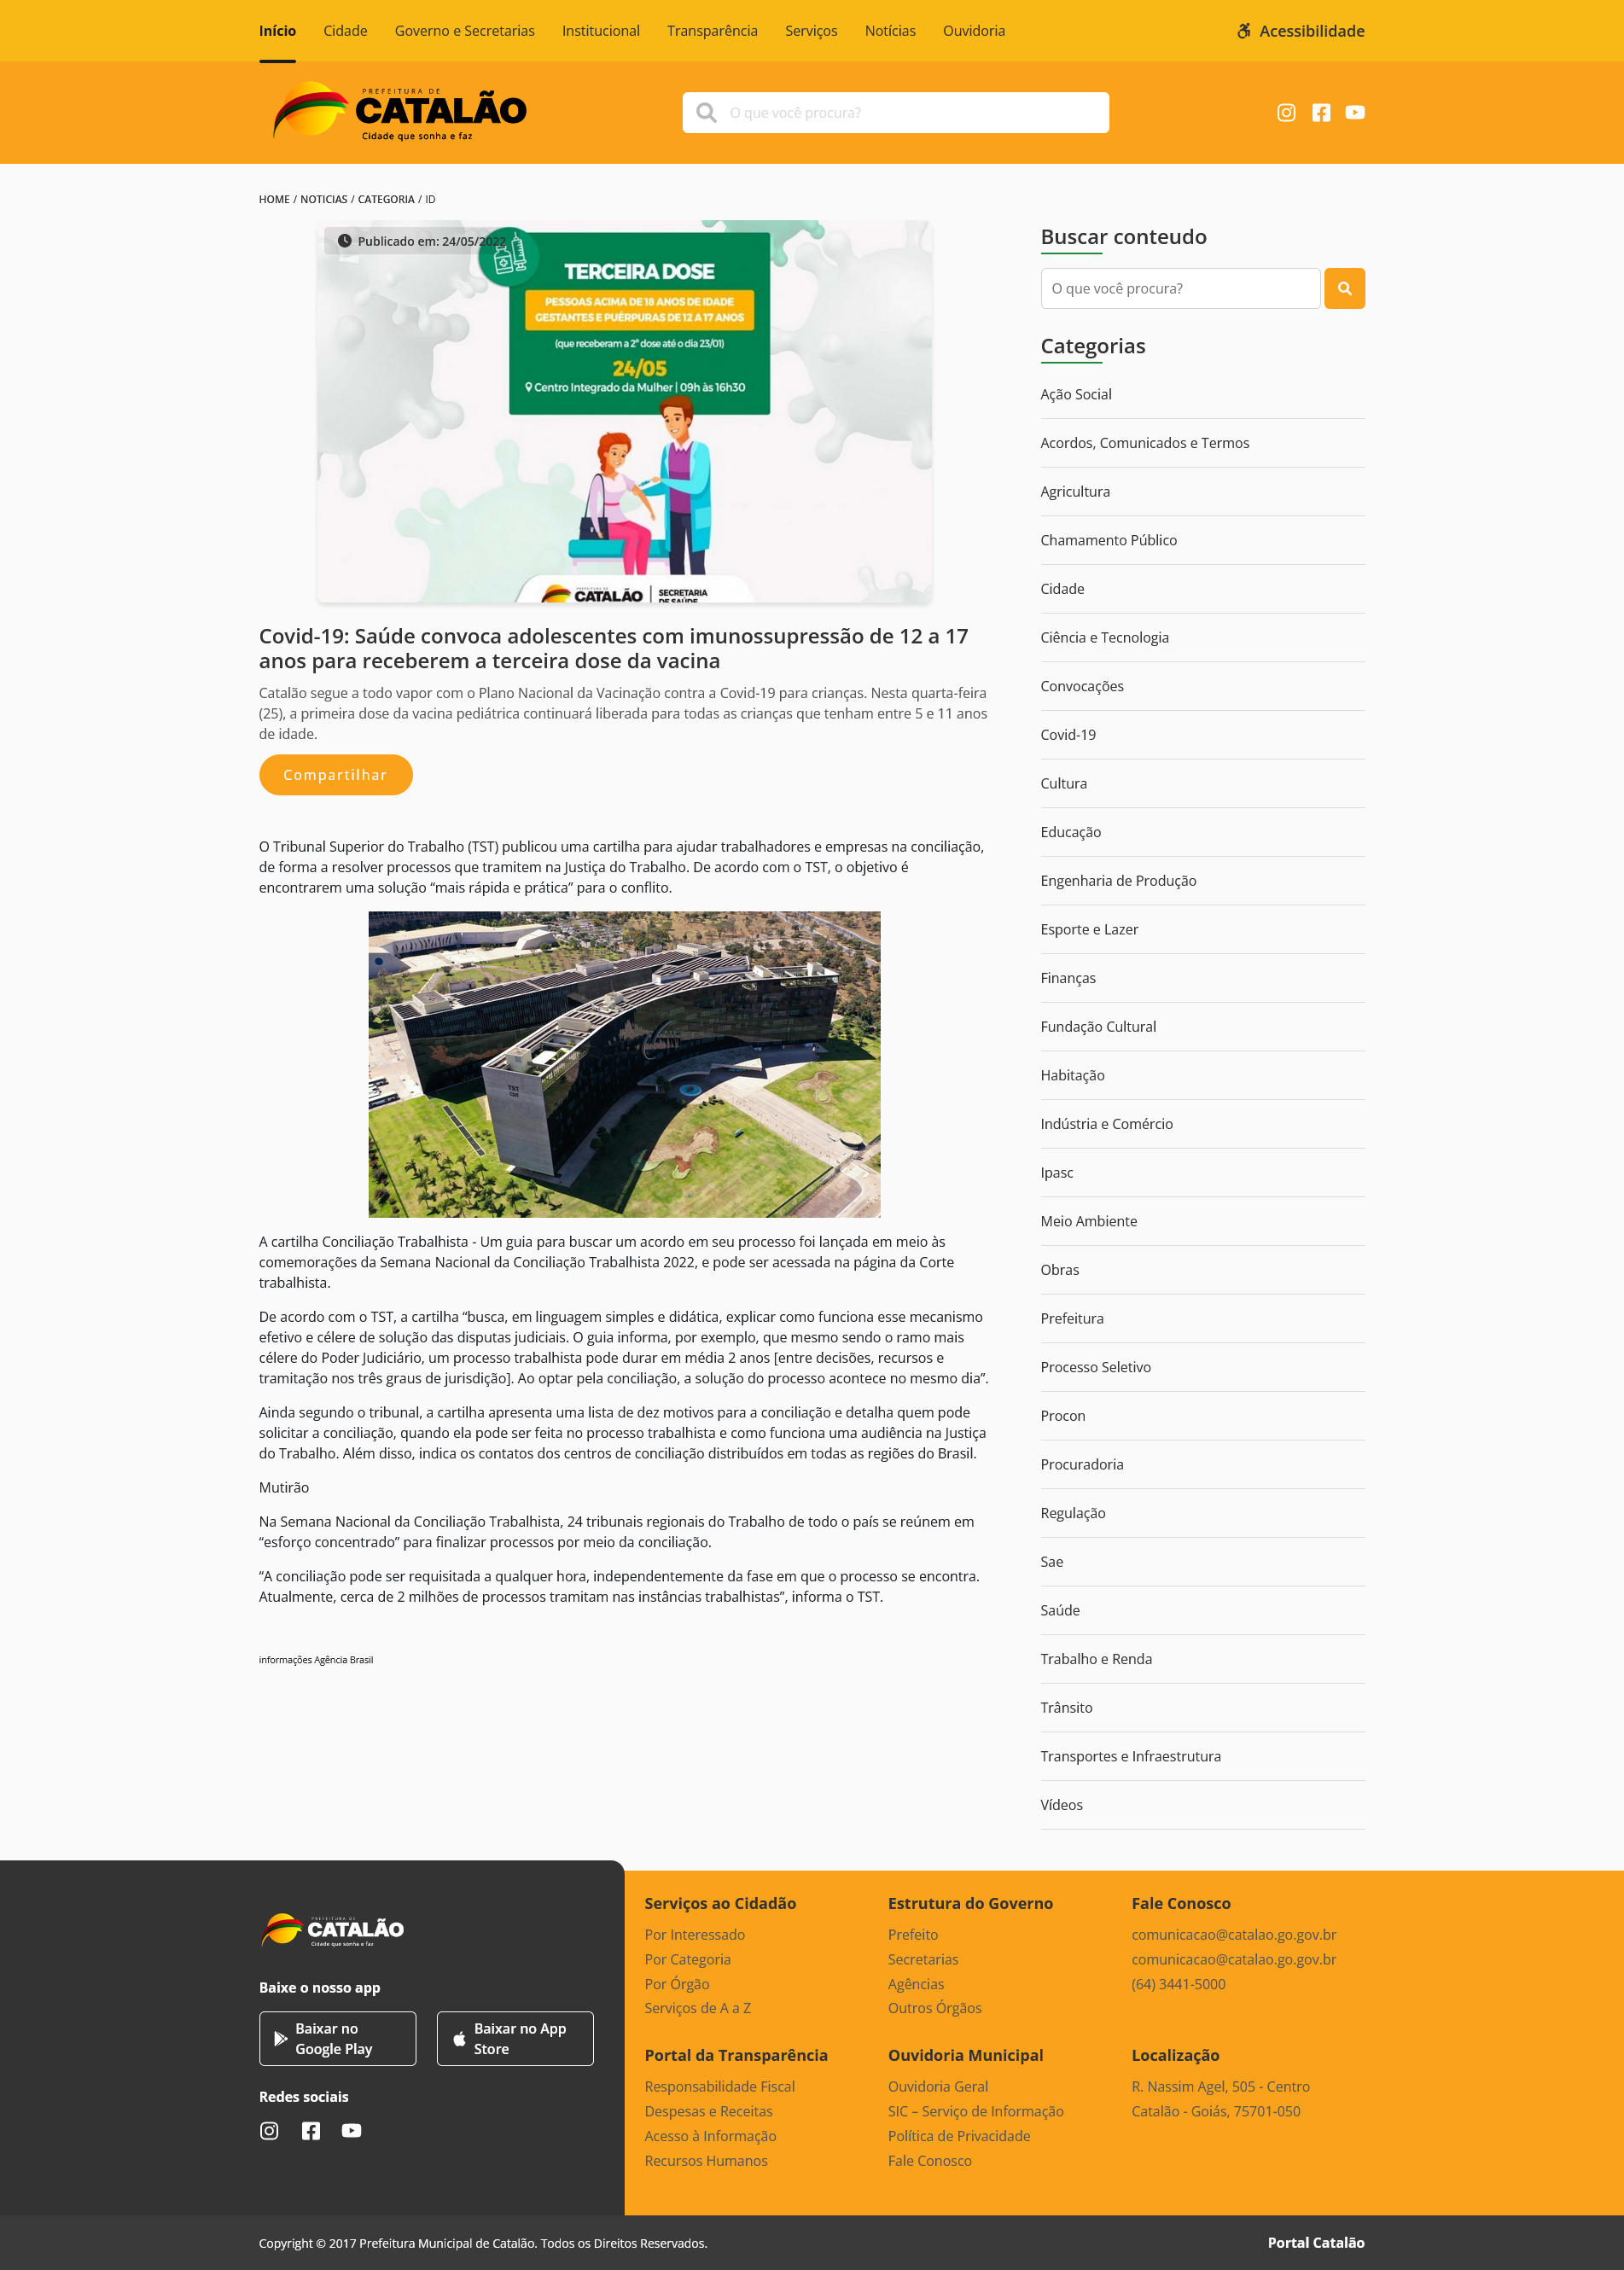 Início Cidade Governo e Secretarias Institucional Transparência Serviços Notícias Ouvidoria Acessibilidade
PREFEITURA DE
CATALÃO
Cidade que sonha e faz
O que você procura?
HOME / NOTICIAS / CATEGORIA / ID
Publicado em: 24/05/2022
TERCEIRA DOSE
PESSOAS ACIMA DE 18 ANOS DE IDADE
GESTANTES E PUÉRPURAS DE 12 A 17 ANOS
(que receberam a 2ª dose até o dia 23/01)
24/05
Centro Integrado da Mulher | 09h às 16h30
CATALÃO
SECRETARIA
DE SAÚDE
Covid-19: Saúde convoca adolescentes com imunossupressão de 12 a 17
anos para receberem a terceira dose da vacina
Catalão segue a todo vapor com o Plano Nacional da Vacinação contra a Covid-19 para crianças. Nesta quarta-feira
(25), a primeira dose da vacina pediátrica continuará liberada para todas as crianças que tenham entre 5 e 11 anos
de idade.
Compartilhar
O Tribunal Superior do Trabalho (TST) publicou uma cartilha para ajudar trabalhadores e empresas na conciliação,
de forma a resolver processos que tramitem na Justiça do Trabalho. De acordo com o TST, o objetivo é
encontrarem uma solução “mais rápida e prática” para o conflito.
TST
A cartilha Conciliação Trabalhista - Um guia para buscar um acordo em seu processo foi lançada em meio às
comemorações da Semana Nacional da Conciliação Trabalhista 2022, e pode ser acessada na página da Corte
trabalhista.
De acordo com o TST, a cartilha “busca, em linguagem simples e didática, explicar como funciona esse mecanismo
efetivo e célere de solução das disputas judiciais. O guia informa, por exemplo, que mesmo sendo o ramo mais
célere do Poder Judiciário, um processo trabalhista pode durar em média 2 anos [entre decisões, recursos e
tramitação nos três graus de jurisdição]. Ao optar pela conciliação, a solução do processo acontece no mesmo dia”.
Ainda segundo o tribunal, a cartilha apresenta uma lista de dez motivos para a conciliação e detalha quem pode
solicitar a conciliação, quando ela pode ser feita no processo trabalhista e como funciona uma audiência na Justiça
do Trabalho. Além disso, indica os contatos dos centros de conciliação distribuídos em todas as regiões do Brasil.
Mutirão
Na Semana Nacional da Conciliação Trabalhista, 24 tribunais regionais do Trabalho de todo o país se reúnem em
“esforço concentrado” para finalizar processos por meio da conciliação.
“A conciliação pode ser requisitada a qualquer hora, independentemente da fase em que o processo se encontra.
Atualmente, cerca de 2 milhões de processos tramitam nas instâncias trabalhistas”, informa o TST.
informações Agência Brasil
Buscar conteudo
O que você procura?
Categorias
Ação Social
Acordos, Comunicados e Termos
Agricultura
Chamamento Público
Cidade
Ciência e Tecnologia
Convocações
Covid-19
Cultura
Educação
Engenharia de Produção
Esporte e Lazer
Finanças
Fundação Cultural
Habitação
Indústria e Comércio
Ipasc
Meio Ambiente
Obras
Prefeitura
Processo Seletivo
Procon
Procuradoria
Regulação
Sae
Saúde
Trabalho e Renda
Trânsito
Transportes e Infraestrutura
Vídeos
PREFEITURA DE
CATALÃO
Cidade que sonha e faz
Baixe o nosso app
Baixar no
Google Play
Baixar no App
Store
Redes sociais
Serviços ao Cidadão
Por Interessado
Por Categoria
Por Órgão
Serviços de A a Z
Estrutura do Governo
Prefeito
Secretarias
Agências
Outros Órgãos
Fale Conosco
comunicacao@catalao.go.gov.br
comunicacao@catalao.go.gov.br
(64) 3441-5000
Portal da Transparência
Responsabilidade Fiscal
Despesas e Receitas
Acesso à Informação
Recursos Humanos
Ouvidoria Municipal
Ouvidoria Geral
SIC – Serviço de Informação
Política de Privacidade
Fale Conosco
Localização
R. Nassim Agel, 505 - Centro
Catalão - Goiás, 75701-050
Copyright © 2017 Prefeitura Municipal de Catalão. Todos os Direitos Reservados.
Portal Catalão